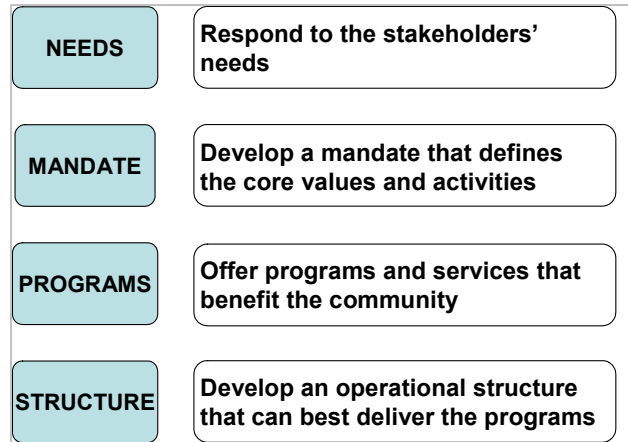 NEEDS
Respond to the stakeholders’
needs
MANDATE
Develop a mandate that defines
the core values and activities
PROGRAMS
Offer programs and services that
benefit the community
STRUCTURE
Develop an operational structure
that can best deliver the programs